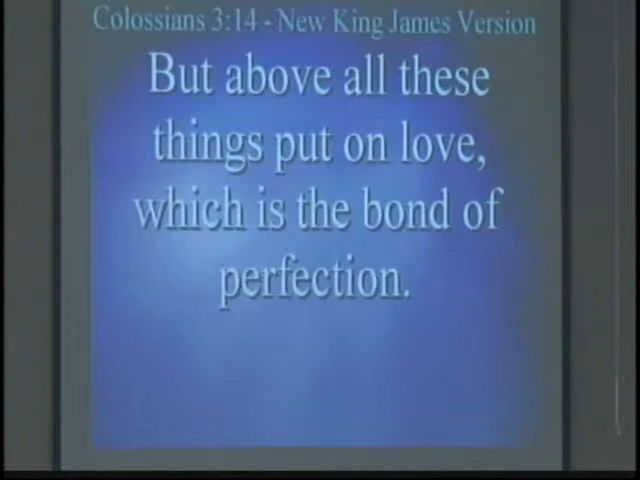 Colossians 3:14 - New King James Version
But above all these
things put on love,
which is the bond of
perfection.